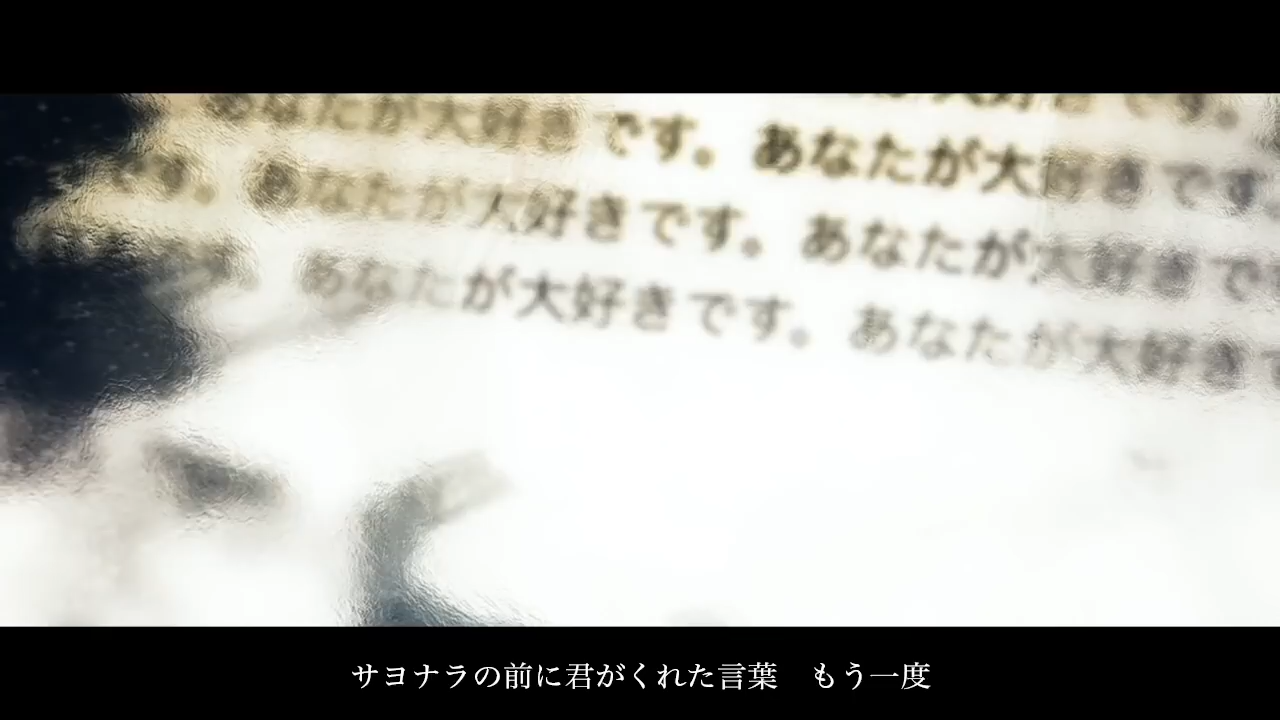 が大好きです。
あなたが大好きです。あなたが大好きです。
です。あなたが大好きです。あなたが大好きです
あなたが大好きです。あなたが大好きで
サヨナラの前に君がくれた言葉　もう一度